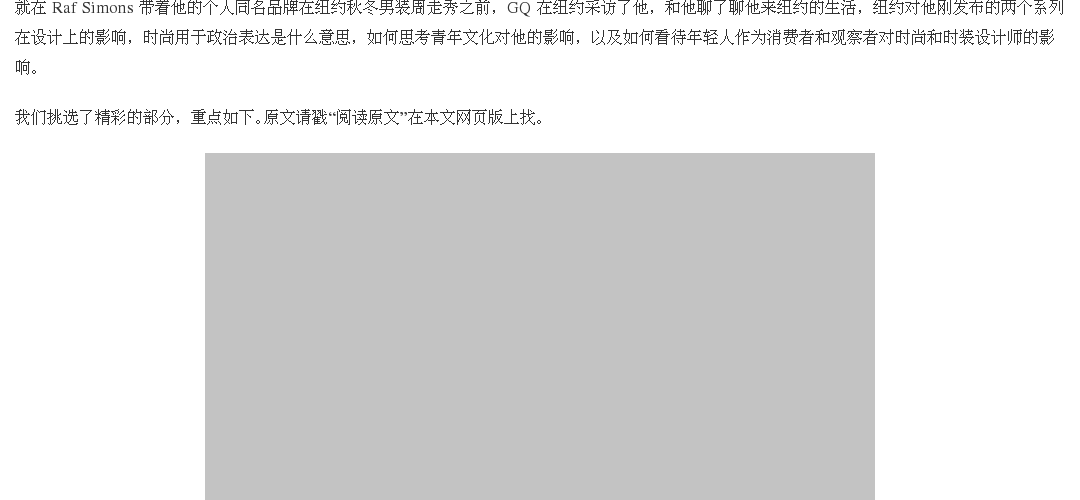 就在 Raf Simons 带着他的个人同名品牌在纽约秋冬男装周走秀之前，GQ 在纽约采访了他，和他聊了聊他来纽约的生活，纽约对他刚发布的两个系列
在设计上的影响，时尚用于政治表达是什么意思，如何思考青年文化对他的影响，以及如何看待年轻人作为消费者和观察者对时尚和时装设计师的影
响。
我们挑选了精彩的部分，重点如下。原文请戳“阅读原文”在本文网页版上找。